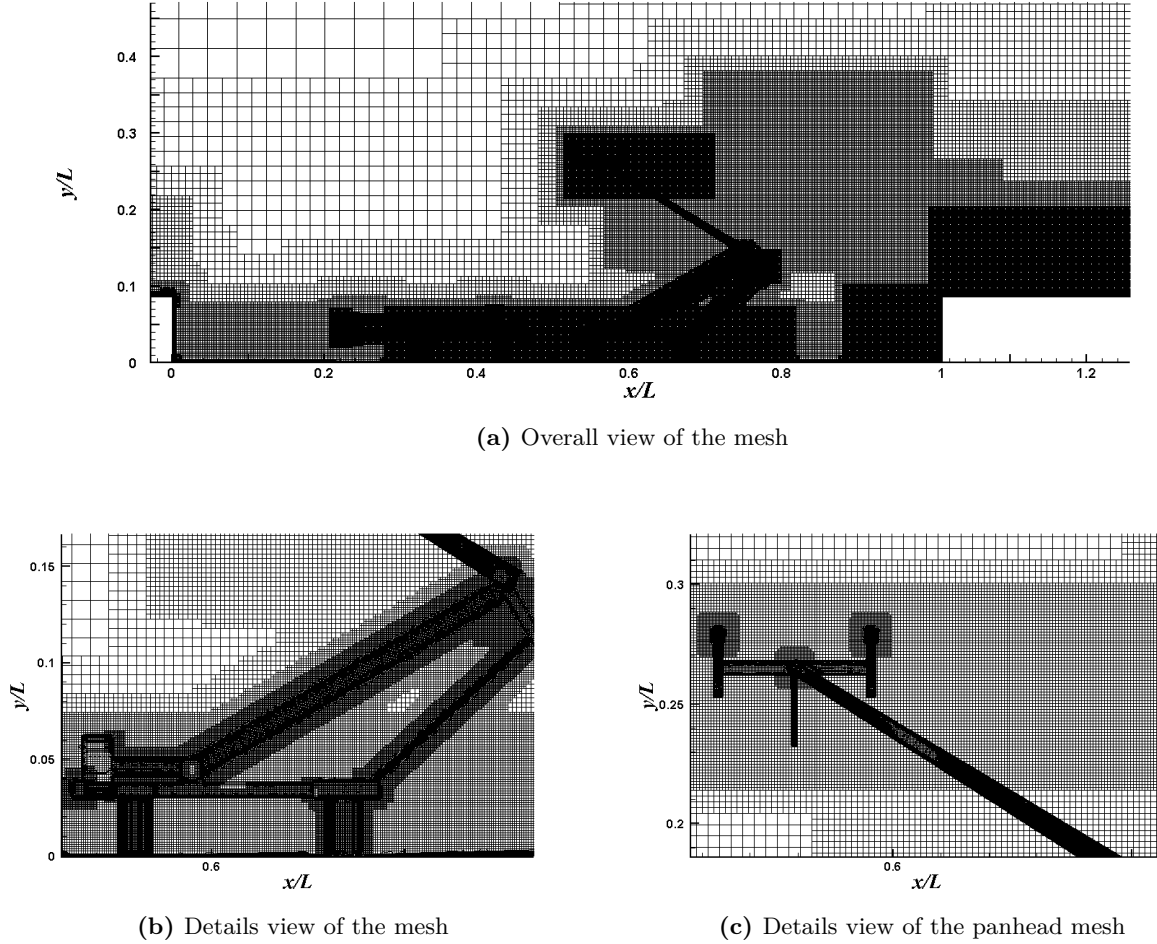 0.4
0.3
y/L
0.2
0.1
0
0 0.2 0.4 0.6 0.8 1 1.2
x/L
(a) Overall view of the mesh
0.15
0.1
y/L
0.05
0
0.6
x/L
(b) Details view of the mesh
0.3
y/L
0.25
0.2
0.6
x/L
(c) Details view of the panhead mesh